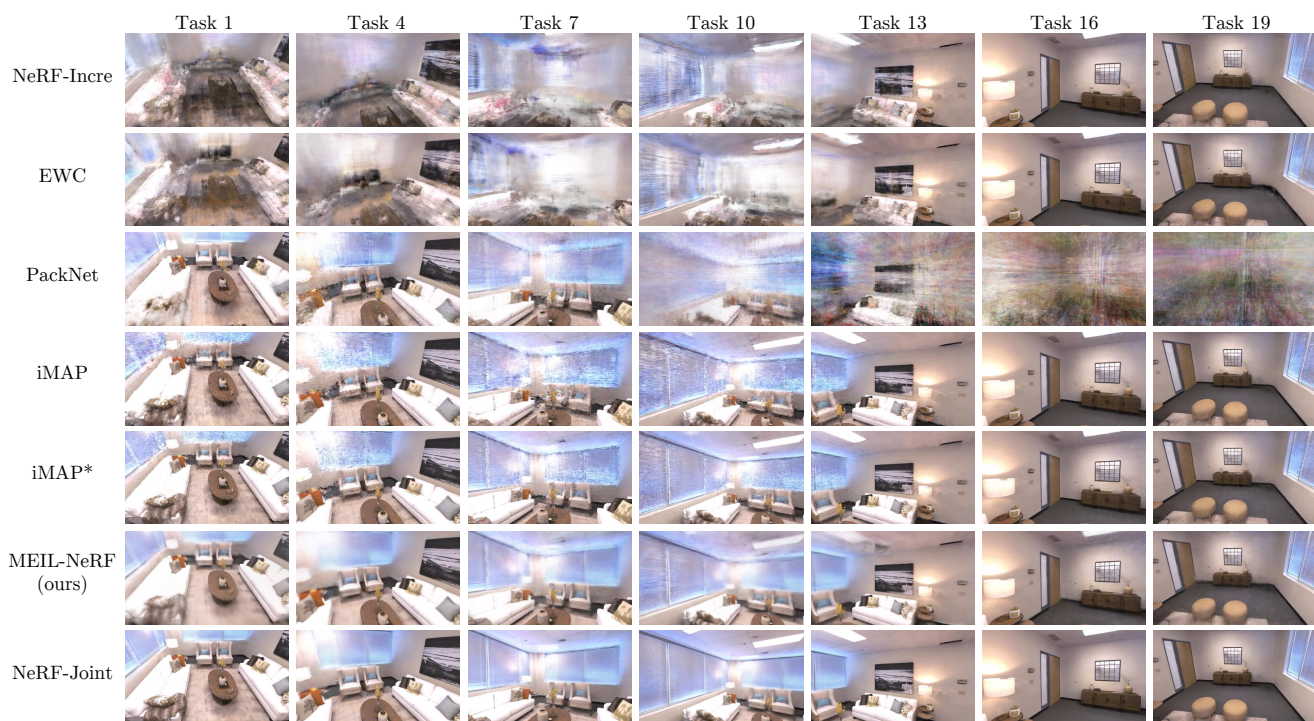 Task 1 Task 4 Task 7 Task 10 Task 13 Task 16 Task 19
NeRF-Incre
EWC
PackNet
iMAP
iMAP*
MEIL-NeRF
(ours)
NeRF-Joint